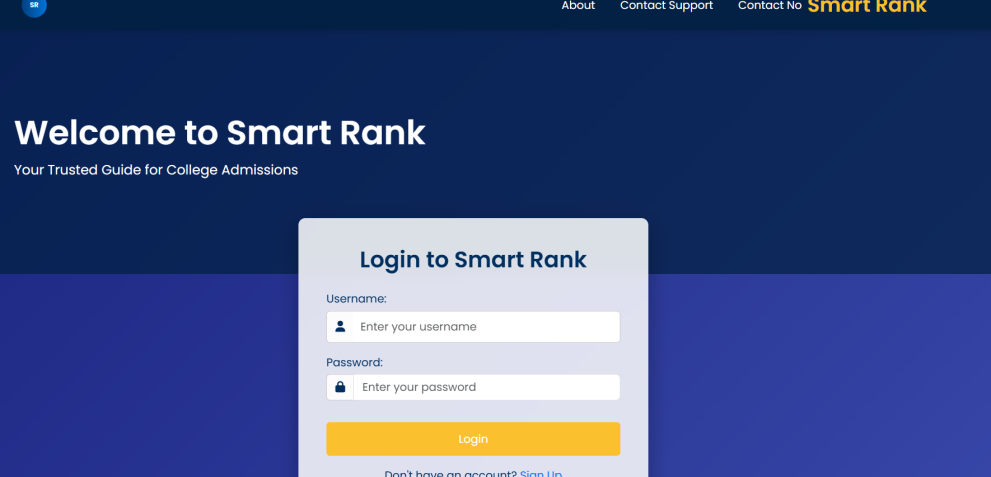 SR
About Contact Support Contact No Smart Rank
Welcome to Smart Rank
Your Trusted Guide for College Admissions
Login to Smart Rank
Username:
Enter your username
Password:
Enter your password
Login
Don't have an account? Sign Up